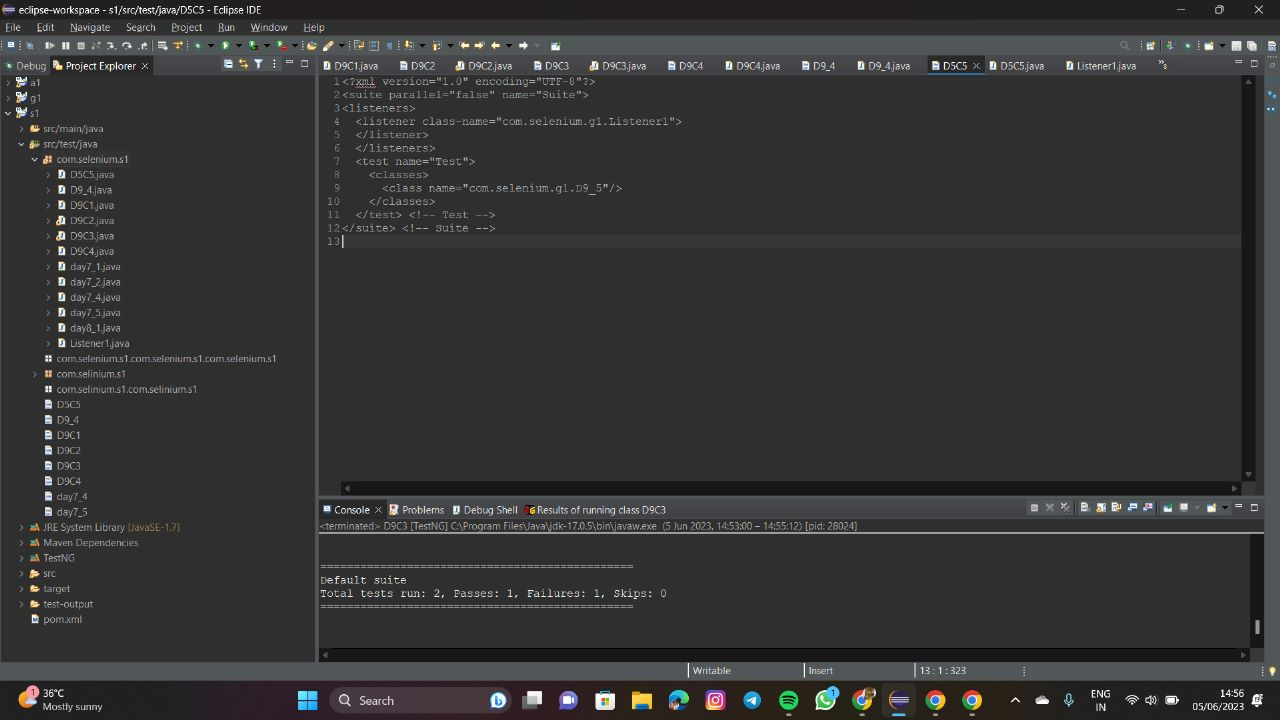 eclipse-workspace - s1/src/test/java/D5C5 - Eclipse IDE
File Edit Navigate Search Project Run Window Help
Debug Project Explorer
D9C1.java D9C2 D9C2.java D9C3 D9C3.java D9C4 D9C4.java D9_4 D9_4.java D5C5 D5C5.java Listener1.java »6
a1
g1
s1
src/main/java
src/test/java
com.selenium.s1
D5C5.java
D9_4.java
D9C1.java
D9C2.java
D9C3.java
D9C4.java
day7_1.java
day7_2.java
day7_4.java
day7_5.java
day8_1.java
Listener1.java
com.selenium.s1.com.selenium.s1.com.selenium.s1
com.selinium.s1
com.selinium.s1.com.selinium.s1
D5C5
D9_4
D9C1
D9C2
D9C3
D9C4
day7_4
day7_5
JRE System Library [JavaSE-1.7]
Maven Dependencies
TestNG
src
target
test-output
pom.xml
1 <?xml version="1.0" encoding="UTF-8"?>
2 <suite parallel="false" name="Suite">
3 <listeners>
4 <listener class-name="com.selenium.g1.Listener1">
5 </listener>
6 </listeners>
7 <test name="Test">
8 <classes>
9 <class name="com.selenium.g1.D9_5"/>
10 </classes>
11 </test> <!-- Test -->
12 </suite> <!-- Suite -->
13
Console Problems Debug Shell Results of running class D9C3
<terminated> D9C3 [TestNG] C:\Program Files\Java\jdk-17.0.5\bin\javaw.exe (5 Jun 2023, 14:53:00 – 14:55:12) [pid: 28024]
===============================================
Default suite
Total tests run: 2, Passes: 1, Failures: 1, Skips: 0
===============================================
Writable Insert 13 : 1 : 323
1 36°C
Mostly sunny
Search
1
ENG
IN
14:56
05/06/2023